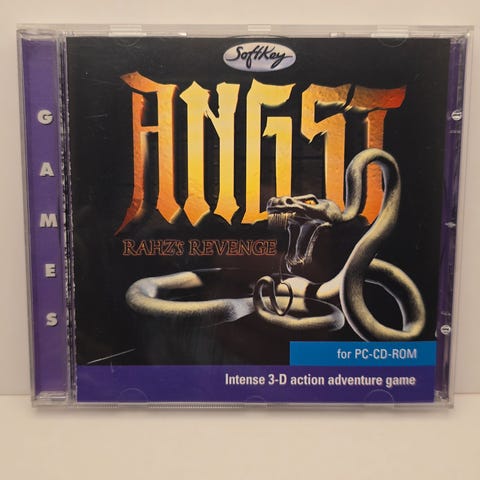 SoftKey
ANGST
RAHZ's REVENGE
GAMES
for PC-CD-ROM
Intense 3-D action adventure game